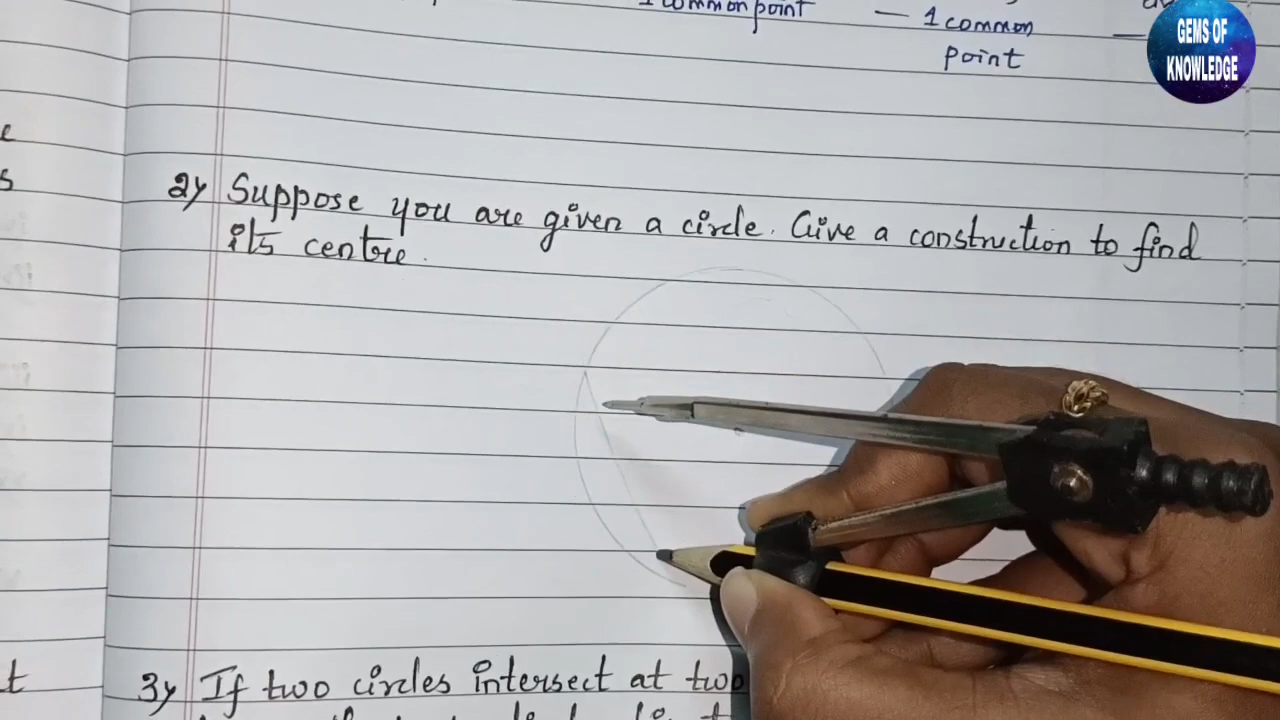 1 common point
— 1 common
point
GEMS OF
KNOWLEDGE
2) Suppose you are given a circle. Give a construction to find
its centre.
3) If two circles intersect at two